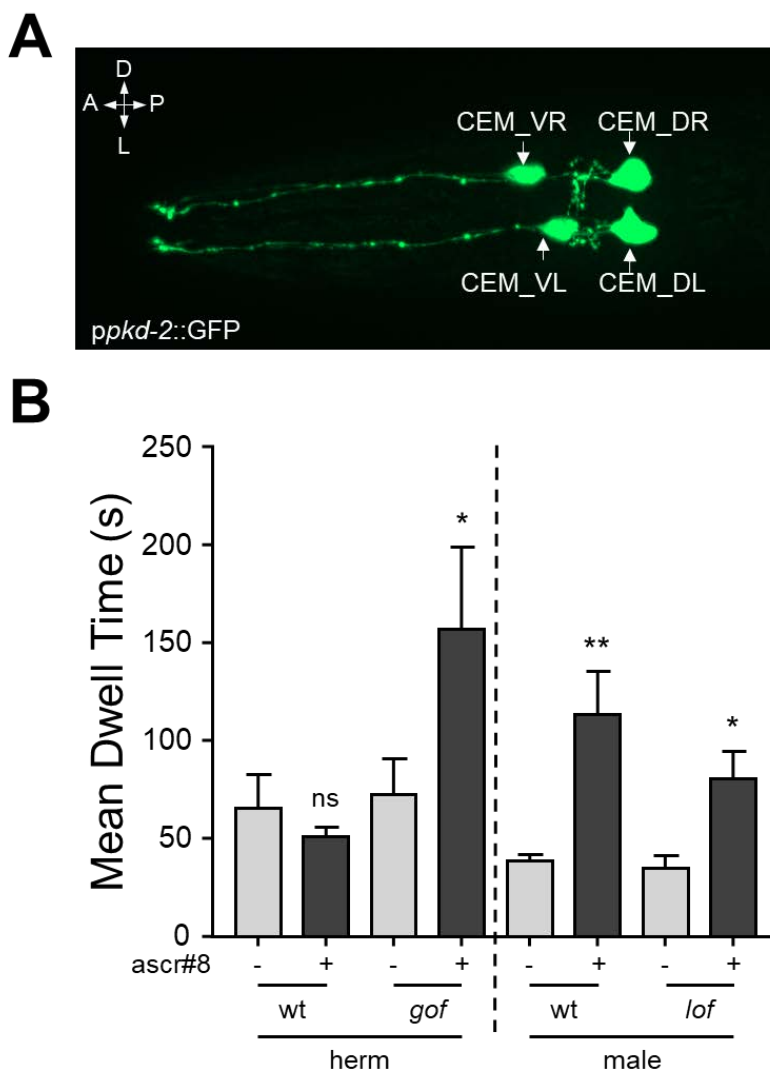 A
D
A P
L
CEM_VR CEM_DR
CEM_VL CEM_DL
ppkd-2::GFP
B
Mean Dwell Time (s)
250
200
150
100
50
0
*
**
*
ns
ascr#8 - + - + - + - +
wt gof wt lof
herm male